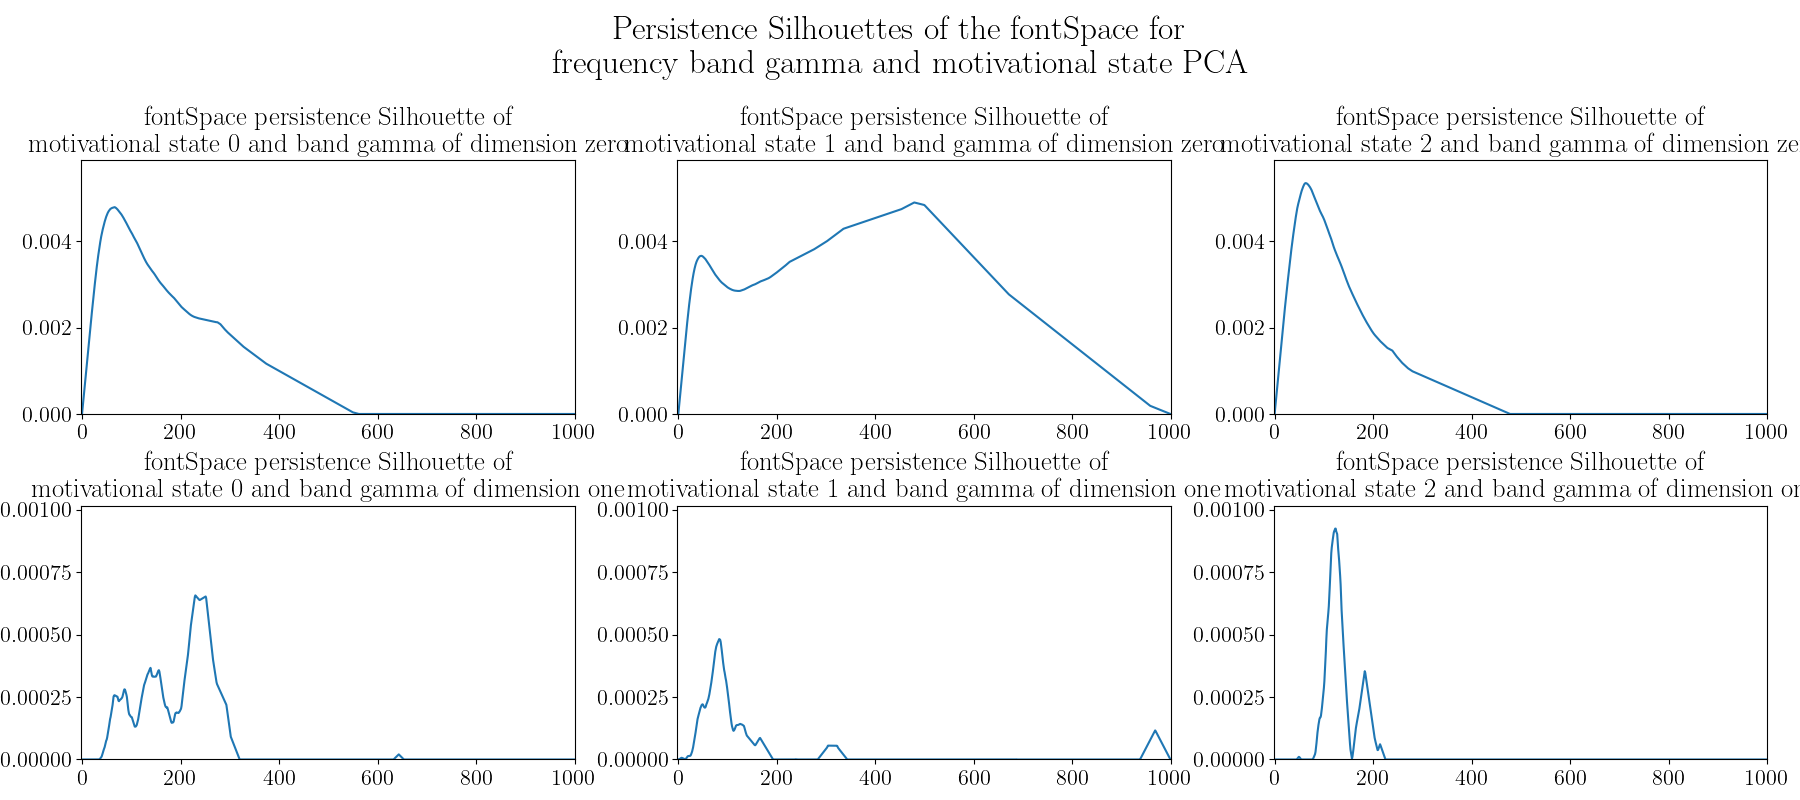 Persistence Silhouettes of the fontSpace for
frequency band gamma and motivational state PCA
fontSpace persistence Silhouette of
motivational state 0 and band gamma of dimension zero
fontSpace persistence Silhouette of
motivational state 1 and band gamma of dimension zero
fontSpace persistence Silhouette of
motivational state 2 and band gamma of dimension ze
0.004
0.002
0.000
0 200 400 600 800 1000
0.004
0.002
0.000
0 200 400 600 800 1000
0.004
0.002
0.000
0 200 400 600 800 1000
fontSpace persistence Silhouette of
motivational state 0 and band gamma of dimension one
fontSpace persistence Silhouette of
motivational state 1 and band gamma of dimension one
fontSpace persistence Silhouette of
motivational state 2 and band gamma of dimension on
0.00100
0.00075
0.00050
0.00025
0.00000
0 200 400 600 800 1000
0.00100
0.00075
0.00050
0.00025
0.00000
0 200 400 600 800 1000
0.00100
0.00075
0.00050
0.00025
0.00000
0 200 400 600 800 1000